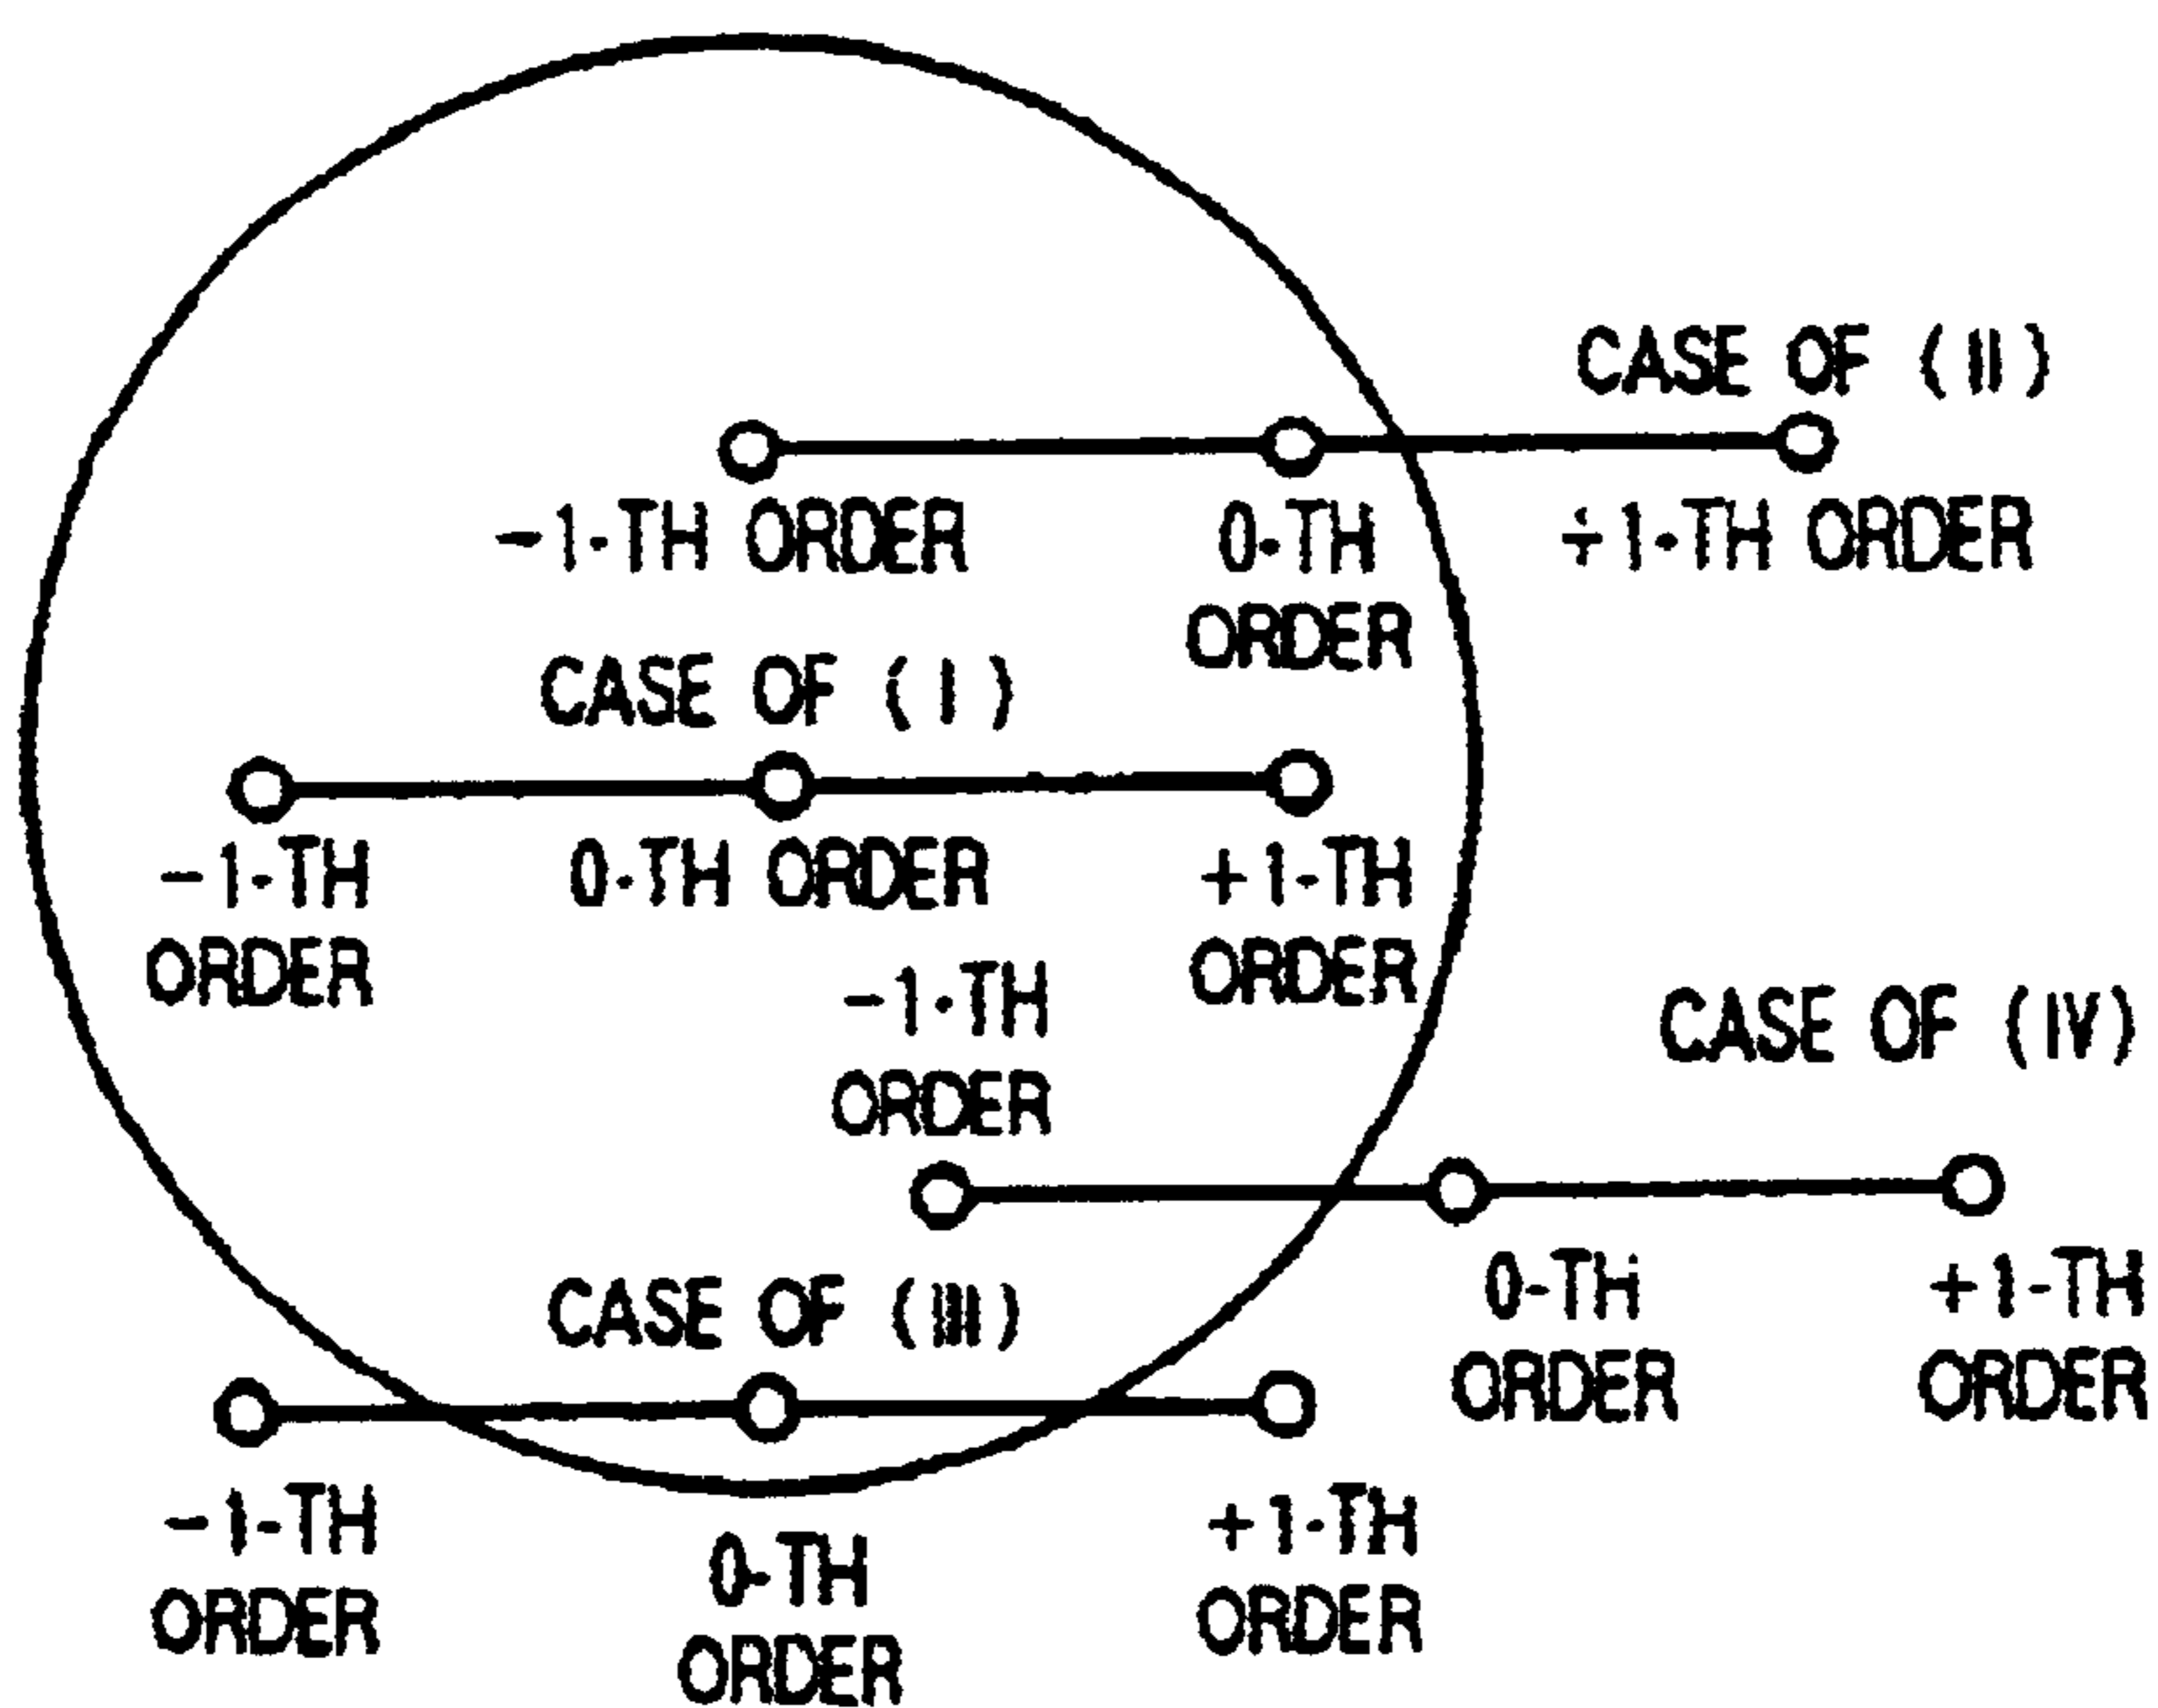 CASE OF (II)
-1·TH ORDER
0·TH
ORDER
÷1·TH ORDER
CASE OF (I)
-1·TH
ORDER
0·TH ORDER
+1·TH
ORDER
-1·TH
ORDER
CASE OF (IV)
0-TH
ORDER
+1-TH
ORDER
CASE OF (III)
-1-TH
ORDER
0-TH
ORDER
+1-TH
ORDER